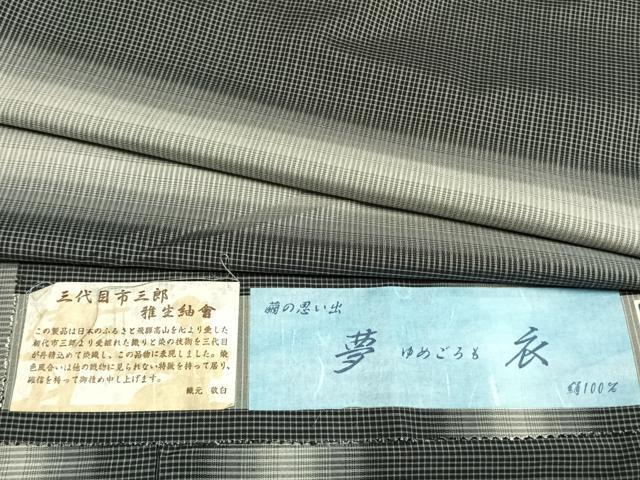 三代目市三郎
雅生紬會
この製品は日本のふるさと飛騨高山を化より愛した
初代市三郎より受継れた織りと染の技術を三代目
が丹精込めて染織し、この品物に表現しました。染
色風合いは他の織物に見られない特徴を持って居り、
確信を持って御推め申し上げます。
織元 敬白
繭の思い出
夢 ゆめごろも 衣
絹100%